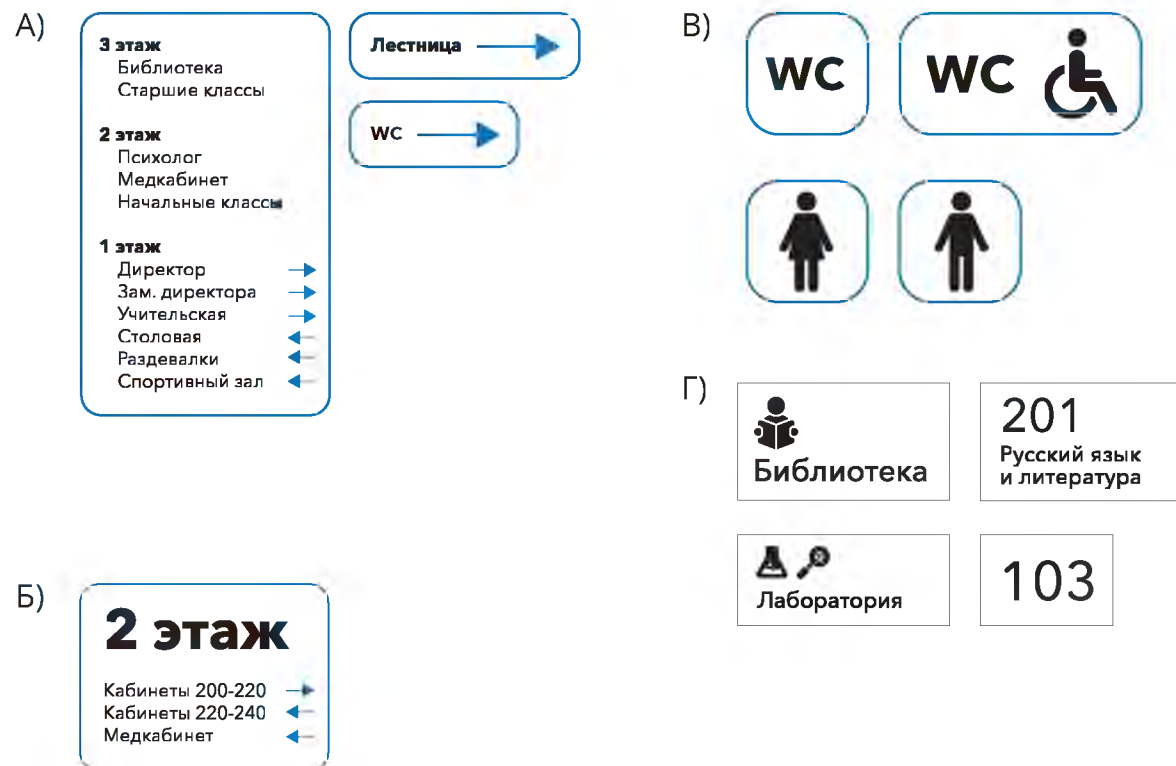 А)
3 этаж
Библиотека
Старшие классы
2 этаж
Психолог
Медкабинет
Начальные классы
1 этаж
Директор
Зам. директора
Учительская
Столовая
Раздевалки
Спортивный зал
Лестница
WC
Б)
2 этаж
Кабинеты 200-220
Кабинеты 220-240
Медкабинет
В)
WC
WC
Г)
Библиотека
201
Русский язык
и литература
Лаборатория
103